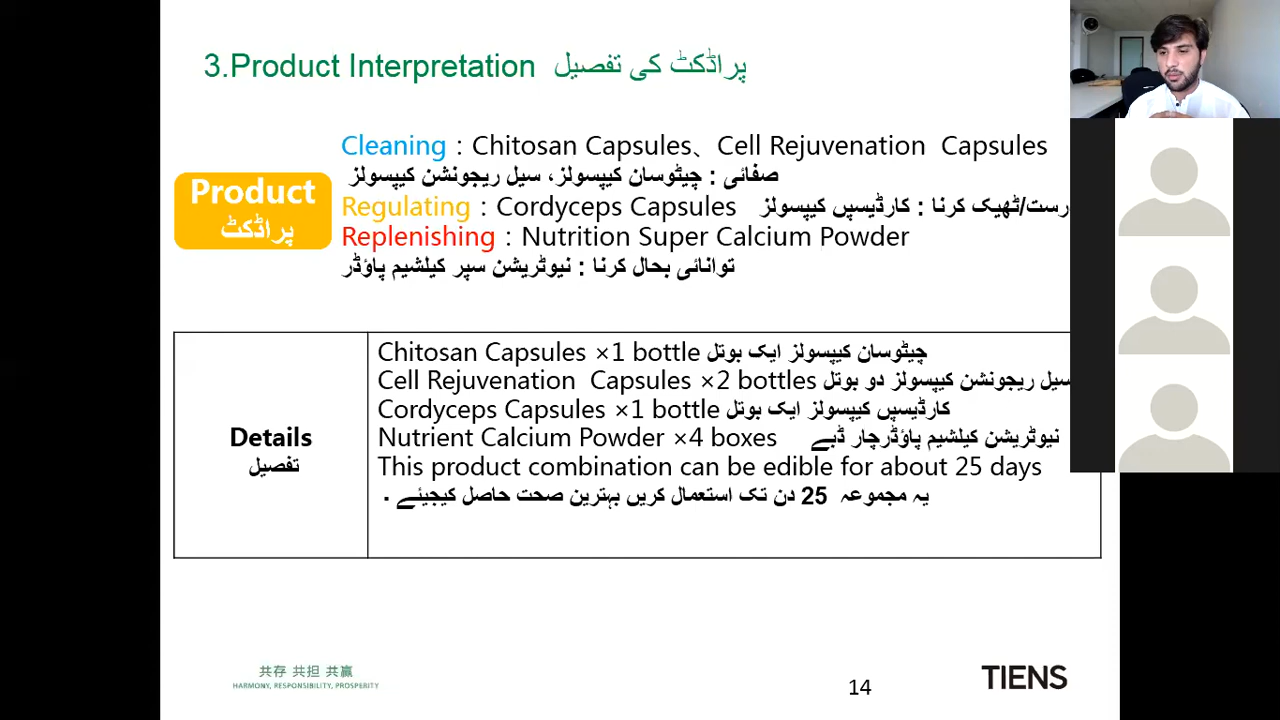 3.Product Interpretation پراڈکٹ کی تفصیل
Product
پراڈکٹ
Cleaning：Chitosan Capsules、Cell Rejuvenation Capsules
صفائی : چیٹوسان کیپسولز، سیل ریجونشن کیپسولز
Regulating：Cordyceps Capsules رست/ٹھیک کرنا : کارڈیسپس کیپسولز
Replenishing：Nutrition Super Calcium Powder
توانائی بحال کرنا : نیوٹریشن سپر کیلشیم پاؤڈر
Details
تفصیل
Chitosan Capsules ×1 bottle چیٹوسان کیپسولز ایک بوتل
Cell Rejuvenation Capsules ×2 bottles سیل ریجونشن کیپسولز دو بوتل
Cordyceps Capsules ×1 bottle کارڈیسپس کیپسولز ایک بوتل
Nutrient Calcium Powder ×4 boxes نیوٹریشن کیلشیم پاؤڈرچار ڈبے
This product combination can be edible for about 25 days
یہ مجموعہ 25 دن تک استعمال کریں بہترین صحت حاصل کیجیئے ۔
共存 共担 共赢
HARMONY, RESPONSIBILITY, PROSPERITY
14
TIENS